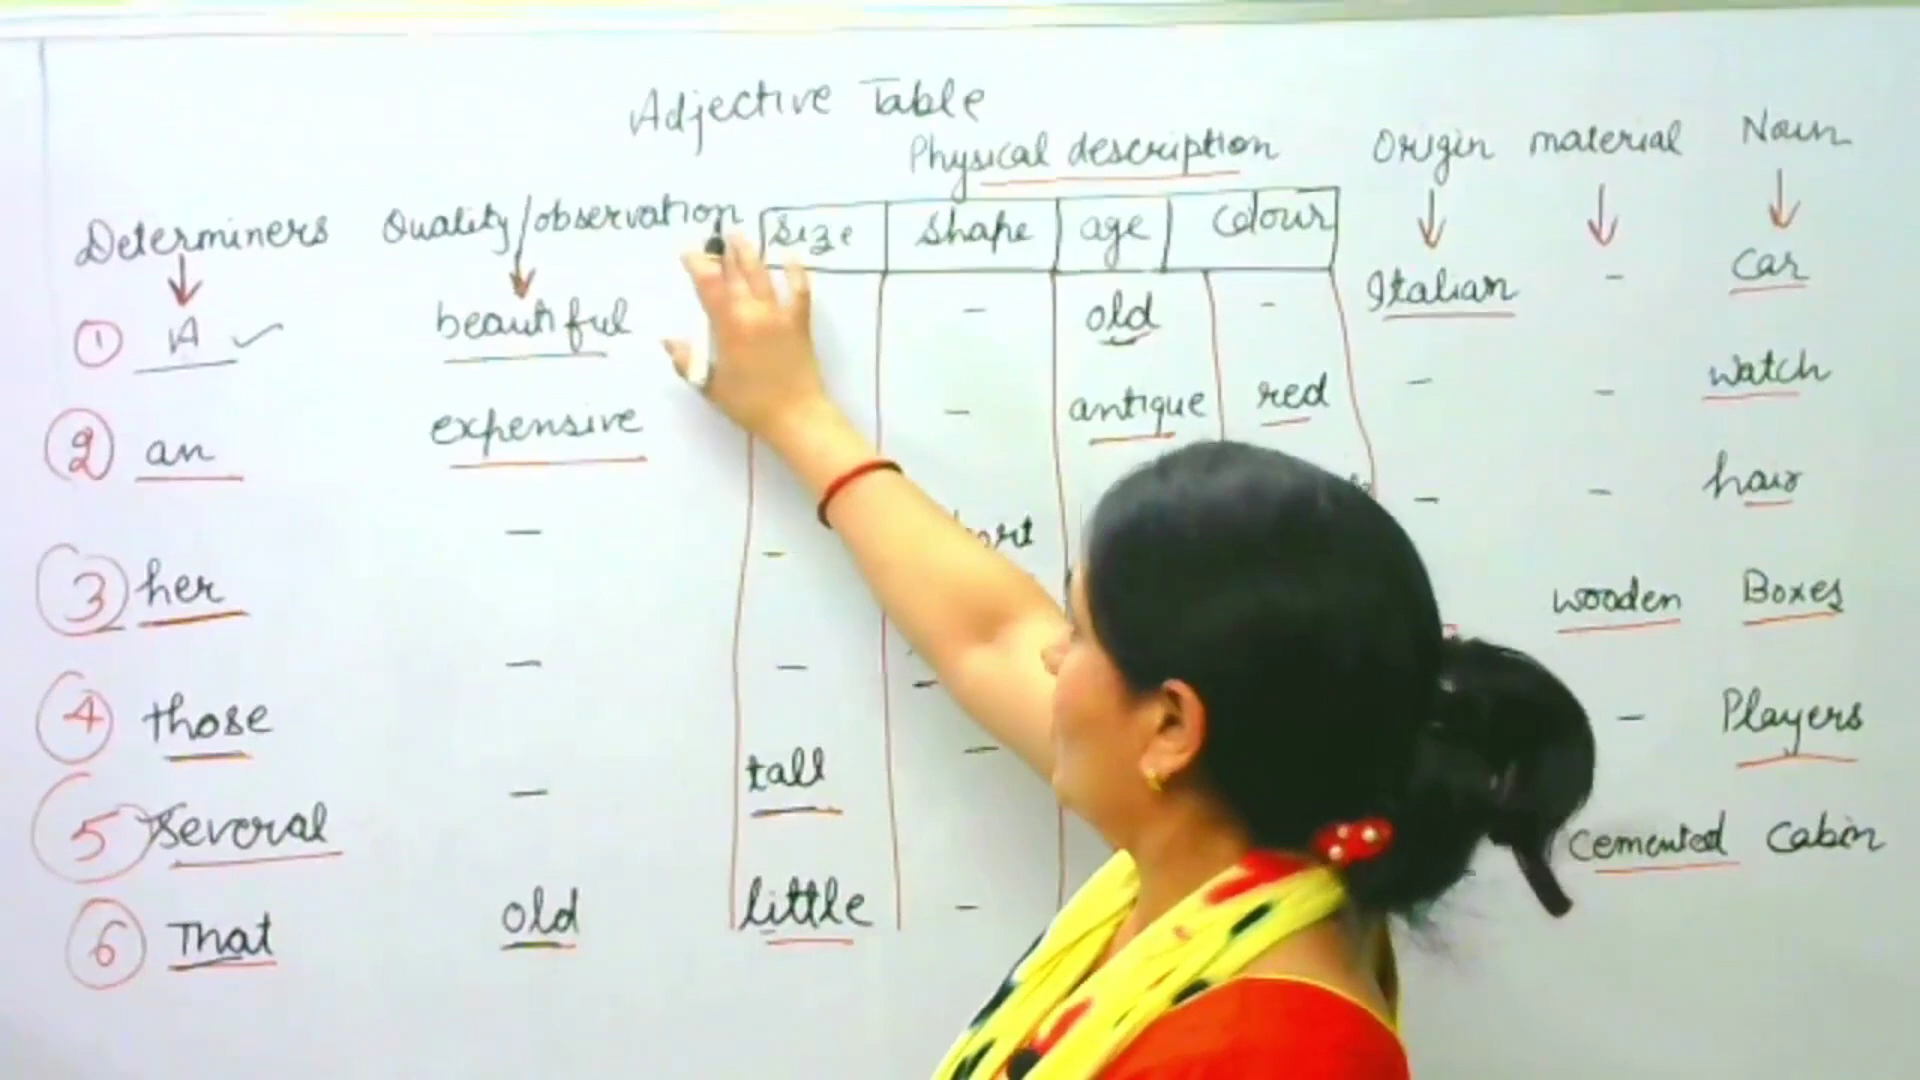 Adjective Table
Physical description Origin material Noun
Determiners Quality/observation size shape age colour
① A ✓ beautiful - old - Italian - car
② an expensive - antique red - - watch
③ her - - - - hair
④ those - - - wooden Boxes
⑤ several - tall - - Players
⑥ That old little - cemented Cabin